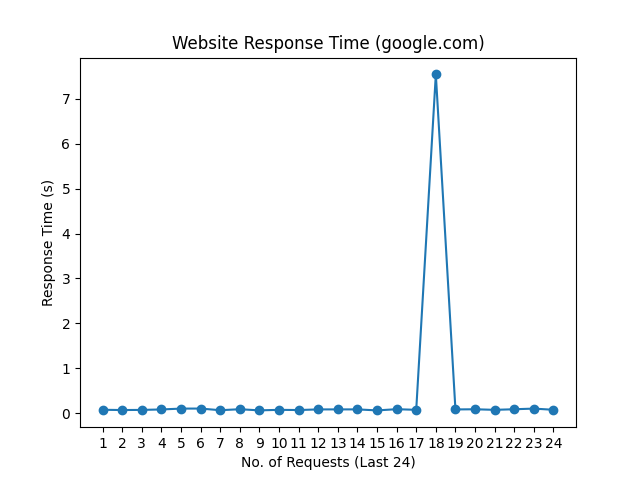 Website Response Time (google.com)
7
6
5
4
3
2
1
0
Response Time (s)
1 2 3 4 5 6 7 8 9 10 11 12 13 14 15 16 17 18 19 20 21 22 23 24
No. of Requests (Last 24)